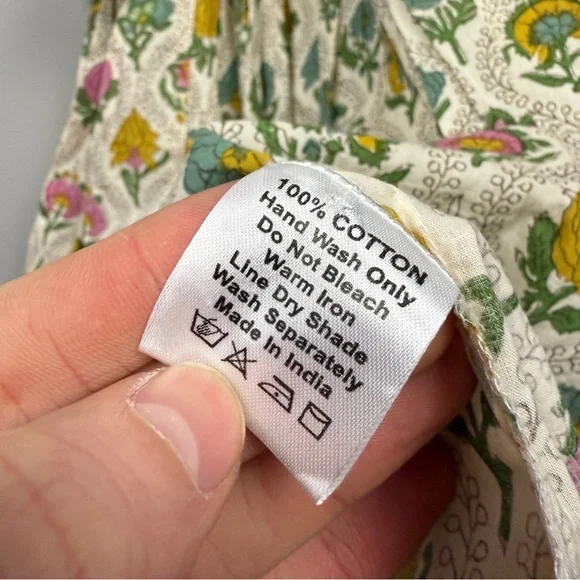 100% COTTON
Hand Wash Only
Do Not Bleach
Warm Iron
Line Dry Shade
Wash Separately
Made In India